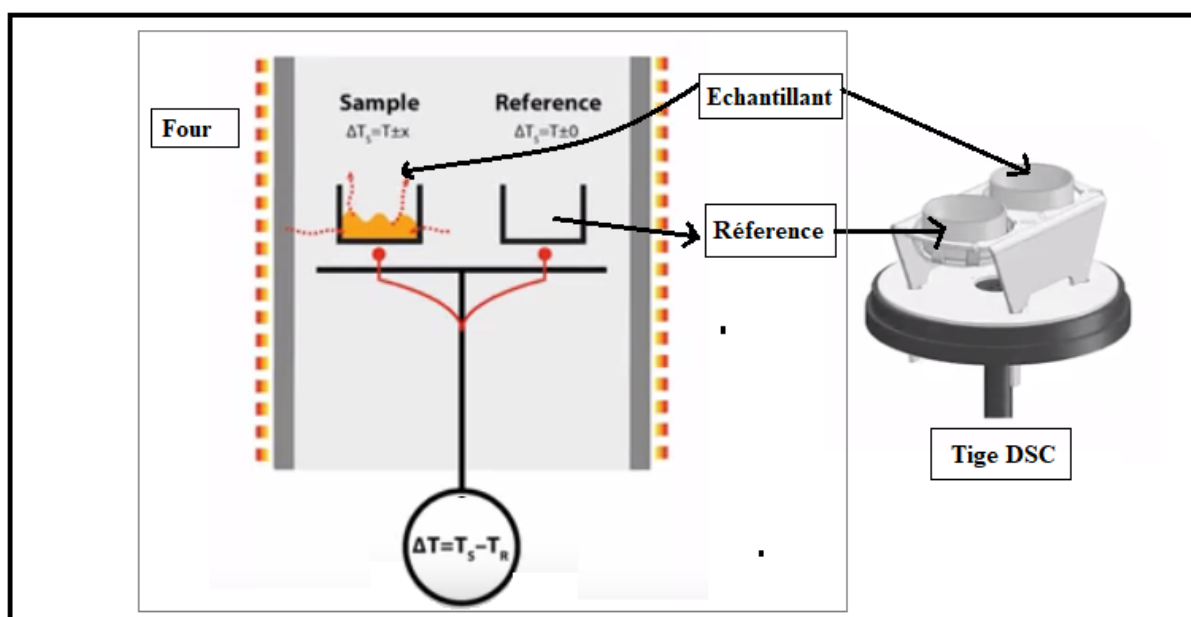 Four
Sample
ΔTₛ=T±x
Reference
ΔTₛ=T±0
Echantillant
Réference
Tige DSC
ΔT=Tₛ−Tᵣ